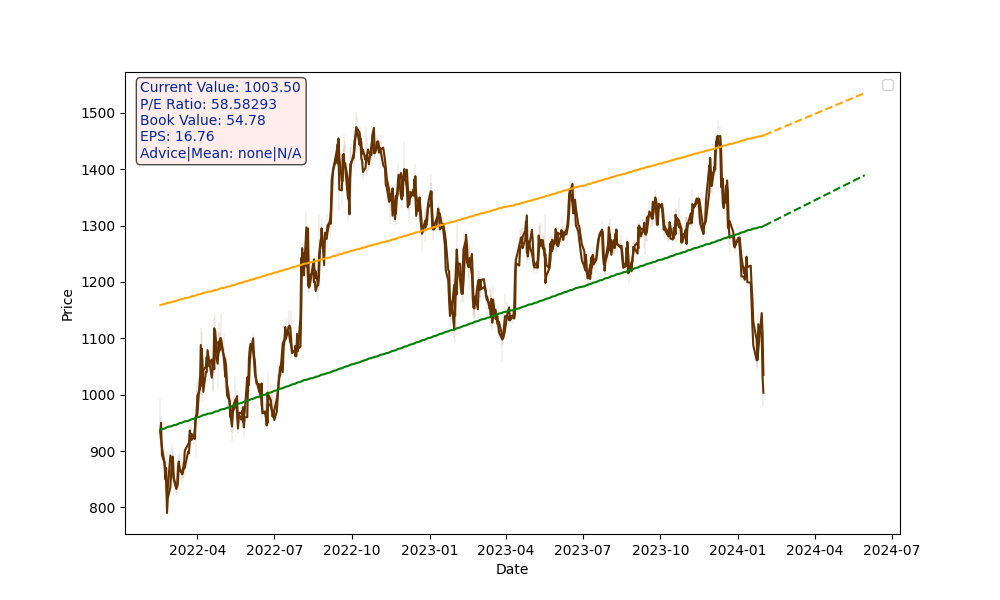 Current Value: 1003.50
P/E Ratio: 58.58293
Book Value: 54.78
EPS: 16.76
Advice|Mean: none|N/A
Price
1500
1400
1300
1200
1100
1000
900
800
2022-04 2022-07 2022-10 2023-01 2023-04 2023-07 2023-10 2024-01 2024-04 2024-07
Date